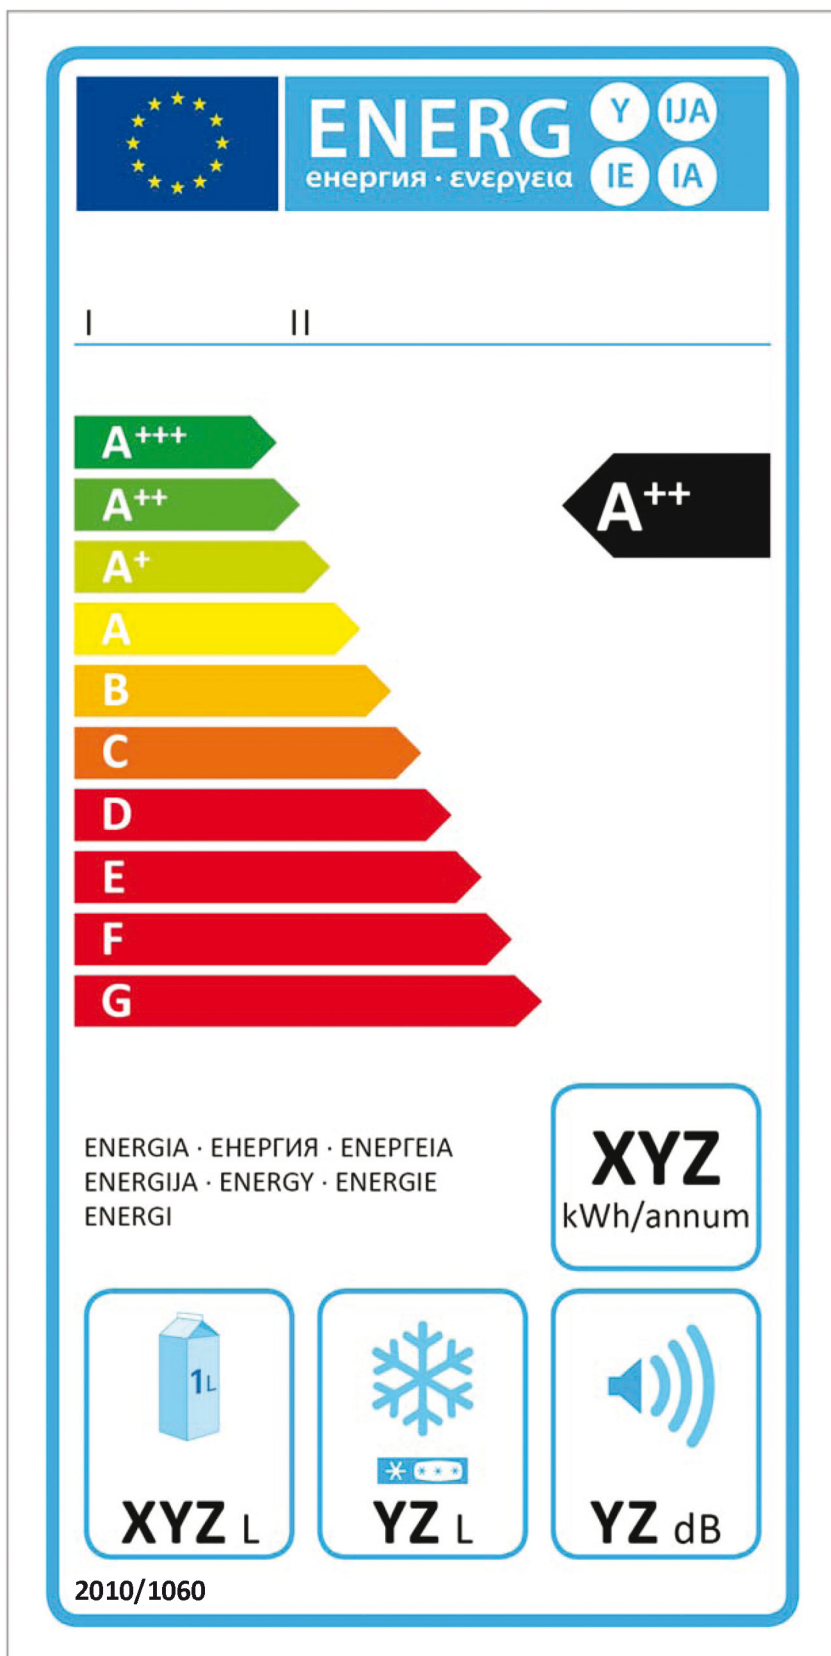 ENERG Y IJA
енергия · ενεργεια IE IA
I II
A+++
A++
A++
A+
A
B
C
D
E
F
G
ENERGIA · ЕНЕРГИЯ · ΕΝΕΡΓΕΙΑ
ENERGIJA · ENERGY · ENERGIE
ENERGI
XYZ
kWh/annum
1L
XYZ L
YZ L
YZ dB
2010/1060